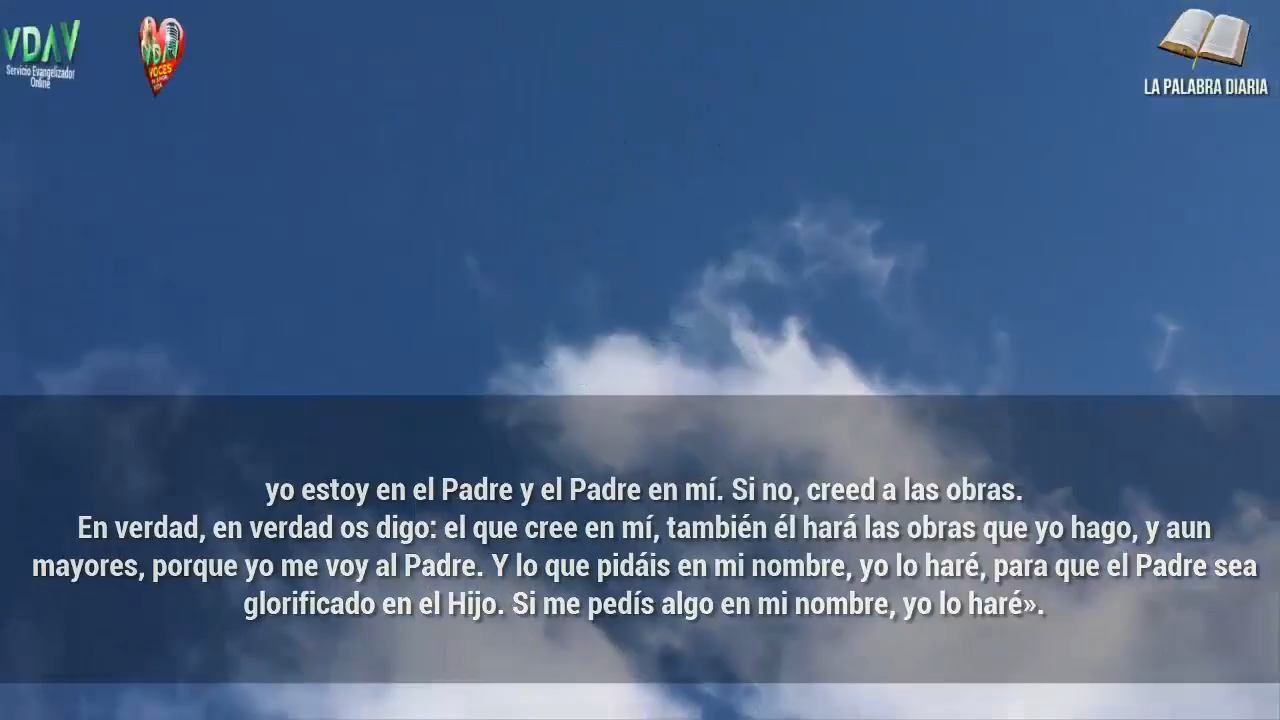 VDAV
Servicio Evangelizador
Online
VDAV
VOCES
LA PALABRA DIARIA
yo estoy en el Padre y el Padre en mí. Si no, creed a las obras.
En verdad, en verdad os digo: el que cree en mí, también él hará las obras que yo hago, y aun
mayores, porque yo me voy al Padre. Y lo que pidáis en mi nombre, yo lo haré, para que el Padre sea
glorificado en el Hijo. Si me pedís algo en mi nombre, yo lo haré».